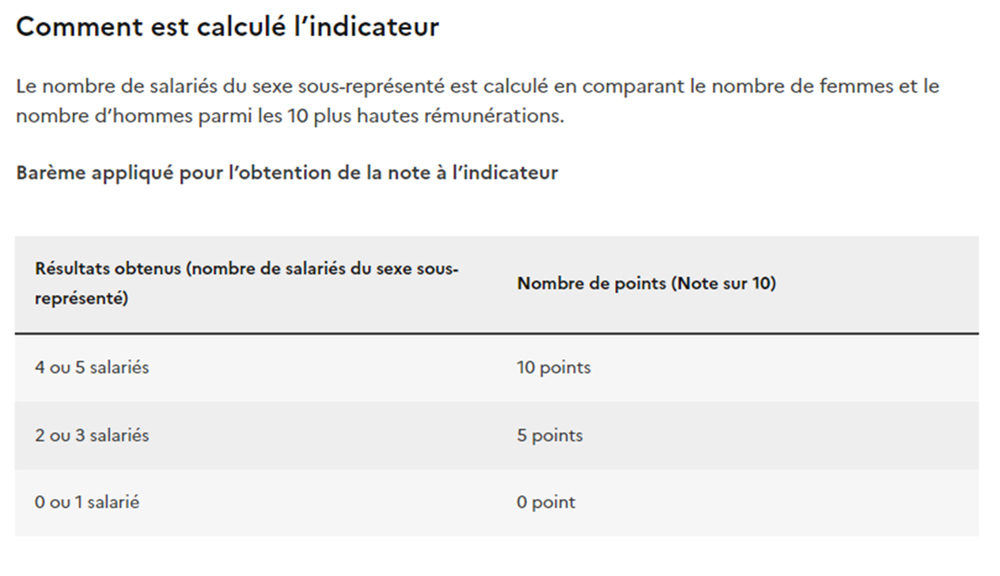 Comment est calculé l’indicateur
Le nombre de salariés du sexe sous-représenté est calculé en comparant le nombre de femmes et le
nombre d’hommes parmi les 10 plus hautes rémunérations.
Barème appliqué pour l’obtention de la note à l’indicateur
Résultats obtenus (nombre de salariés du sexe sous-
représenté)
Nombre de points (Note sur 10)
4 ou 5 salariés
10 points
2 ou 3 salariés
5 points
0 ou 1 salarié
0 point